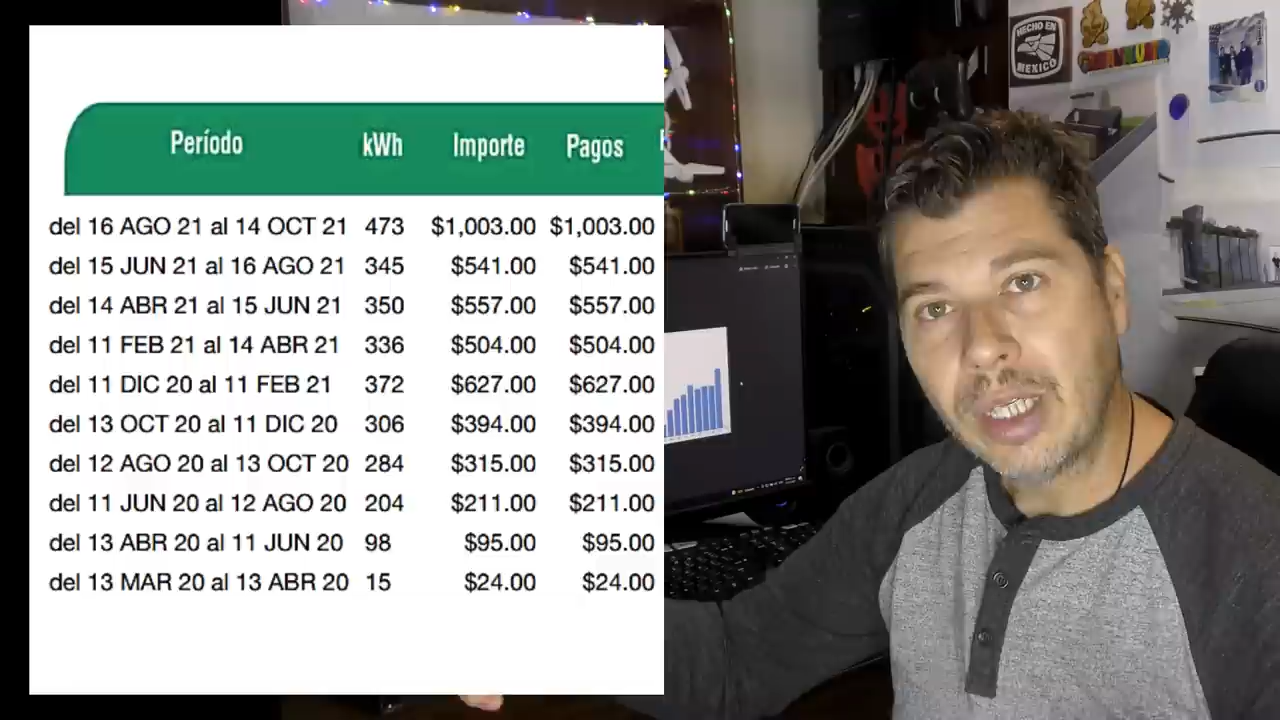 Período kWh Importe Pagos
del 16 AGO 21 al 14 OCT 21 473 $1,003.00 $1,003.00
del 15 JUN 21 al 16 AGO 21 345 $541.00 $541.00
del 14 ABR 21 al 15 JUN 21 350 $557.00 $557.00
del 11 FEB 21 al 14 ABR 21 336 $504.00 $504.00
del 11 DIC 20 al 11 FEB 21 372 $627.00 $627.00
del 13 OCT 20 al 11 DIC 20 306 $394.00 $394.00
del 12 AGO 20 al 13 OCT 20 284 $315.00 $315.00
del 11 JUN 20 al 12 AGO 20 204 $211.00 $211.00
del 13 ABR 20 al 11 JUN 20 98 $95.00 $95.00
del 13 MAR 20 al 13 ABR 20 15 $24.00 $24.00
HECHO EN
MEXICO